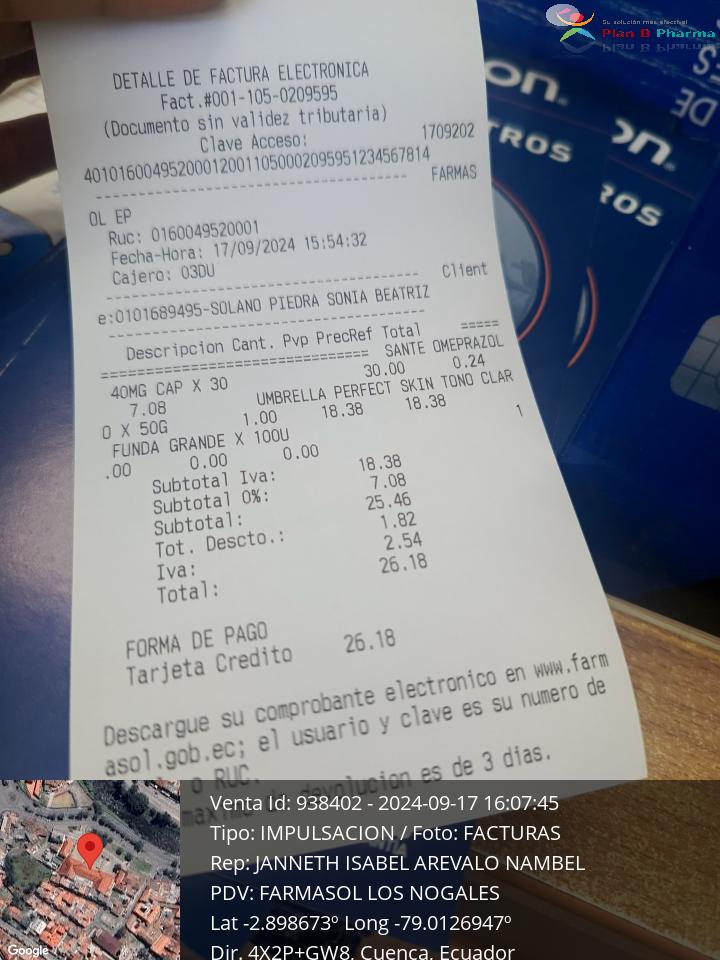 Su solución más efectiva!
Plan B Pharma
on.
TROS
on.
ROS
S
DE
DETALLE DE FACTURA ELECTRONICA
Fact.#001-105-0209595
(Documento sin validez tributaria)
Clave Acceso: 1709202
401016004952000120011050002095951234567814
FARMAS
OL EP
Ruc: 0160049520001
Fecha-Hora: 17/09/2024 15:54:32
Cajero: 03DU
Client
e:0101689495-SOLANO PIEDRA SONIA BEATRIZ
Descripcion Cant. Pvp PrecRef Total
SANTE OMEPRAZOL
40MG CAP X 30 30.00 0.24
7.08 UMBRELLA PERFECT SKIN TONO CLAR
O X 50G 1.00 18.38 18.38
FUNDA GRANDE X 100U 1
.00 0.00 0.00
Subtotal Iva: 18.38
Subtotal 0%: 7.08
Subtotal: 25.46
Tot. Descto.: 1.82
Iva: 2.54
Total: 26.18
FORMA DE PAGO
Tarjeta Credito 26.18
Descargue su comprobante electronico en www.farm
asol.gob.ec; el usuario y clave es su numero de
o RUC.
devolucion es de 3 dias.
Venta Id: 938402 - 2024-09-17 16:07:45
Tipo: IMPULSACION / Foto: FACTURAS
Rep: JANNETH ISABEL AREVALO NAMBEL
PDV: FARMASOL LOS NOGALES
Lat -2.898673º Long -79.0126947º
Dir. 4X2P+GW8, Cuenca, Ecuador
Google